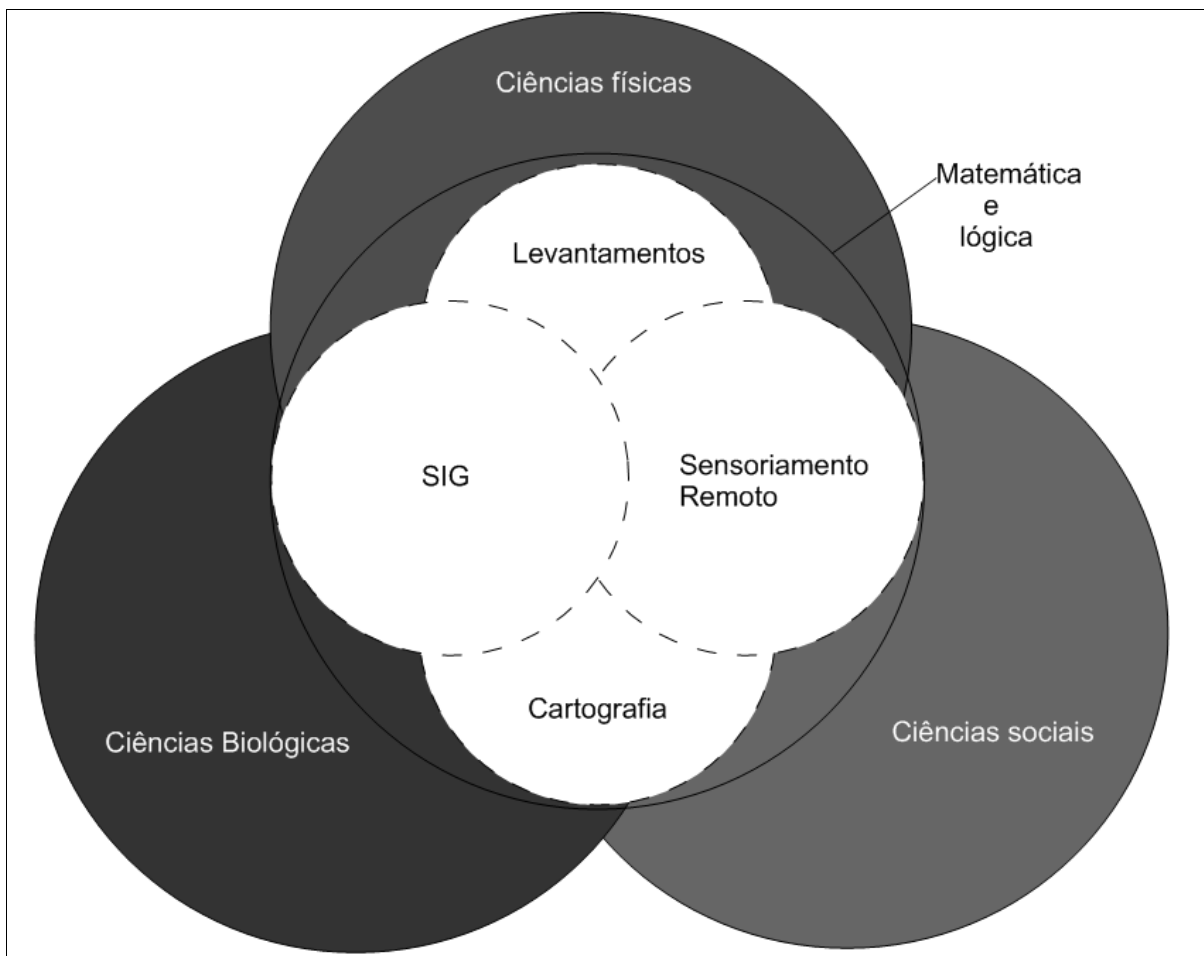 Ciências físicas
Matemática
e
lógica
Levantamentos
SIG
Sensoriamento
Remoto
Cartografia
Ciências Biológicas
Ciências sociais